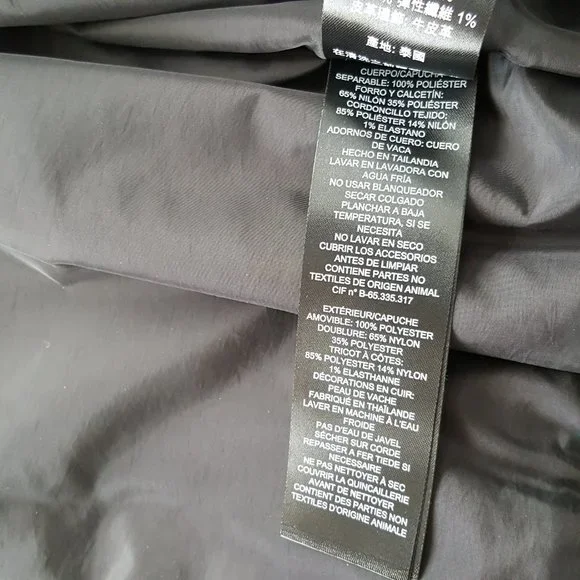 彈性纖維 1%
牛皮革
產地: 泰國
CUERPO/CAPUCHA
SEPARABLE: 100% POLIÉSTER
FORRO Y CALCETÍN:
65% NILÓN 35% POLIÉSTER
CORDONCILLO TEJIDO:
85% POLIÉSTER 14% NILÓN
1% ELASTANO
ADORNOS DE CUERO: CUERO
DE VACA
HECHO EN TAILANDIA
LAVAR EN LAVADORA CON
AGUA FRÍA
NO USAR BLANQUEADOR
SECAR COLGADO
PLANCHAR A BAJA
TEMPERATURA, SI SE
NECESITA
NO LAVAR EN SECO
CUBRIR LOS ACCESORIOS
ANTES DE LIMPIAR
CONTIENE PARTES NO
TEXTILES DE ORIGEN ANIMAL
CIF n° B-65.335.317
EXTÉRIEUR/CAPUCHE
AMOVIBLE: 100% POLYESTER
DOUBLURE: 65% NYLON
35% POLYESTER
TRICOT À CÔTES:
85% POLYESTER 14% NYLON
1% ELASTHANNE
DÉCORATIONS EN CUIR:
PEAU DE VACHE
FABRIQUÉ EN THAÏLANDE
LAVER EN MACHINE À L'EAU
FROIDE
PAS D'EAU DE JAVEL
SÉCHER SUR CORDE
REPASSER A FER TIEDE SI
NECESSAIRE
NE PAS NETTOYER À SEC
COUVRIR LA QUINCAILLERIE
AVANT DE NETTOYER
CONTIENT DES PARTIES NON
TEXTILES D'ORIGINE ANIMALE